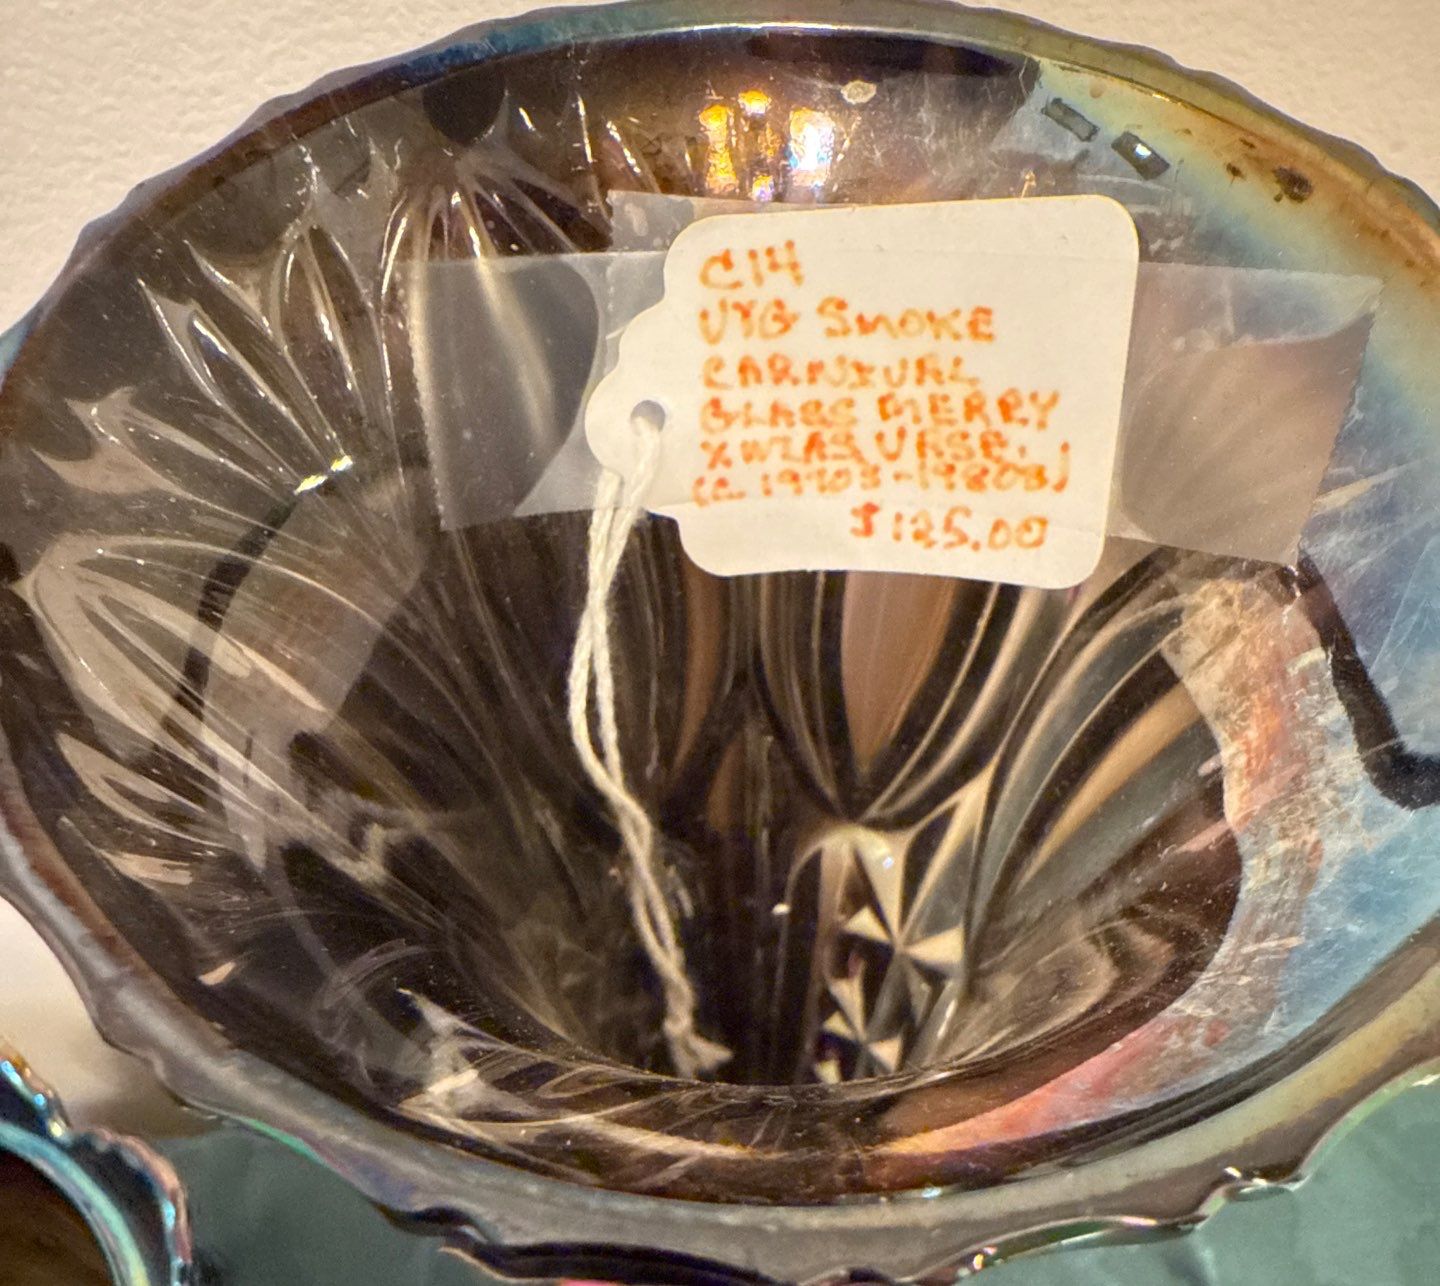 C14
VTG SMOKE
CARNIVAL
GLASS MERRY
XMAS VASE.
(C. 1970S-1980S)
$125.00